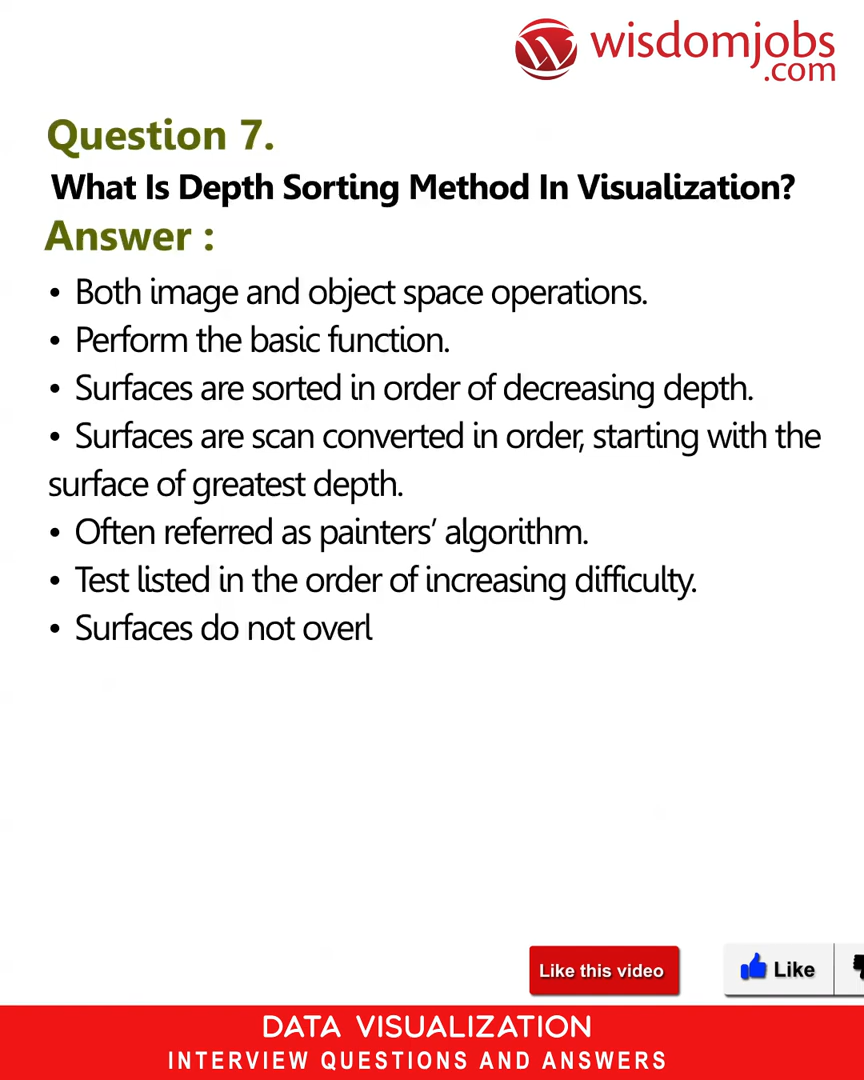 wisdomjobs
.com
Question 7.
What Is Depth Sorting Method In Visualization?
Answer :
• Both image and object space operations.
• Perform the basic function.
• Surfaces are sorted in order of decreasing depth.
• Surfaces are scan converted in order, starting with the
surface of greatest depth.
• Often referred as painters’ algorithm.
• Test listed in the order of increasing difficulty.
• Surfaces do not overl
Like this video
Like
DATA VISUALIZATION
INTERVIEW QUESTIONS AND ANSWERS